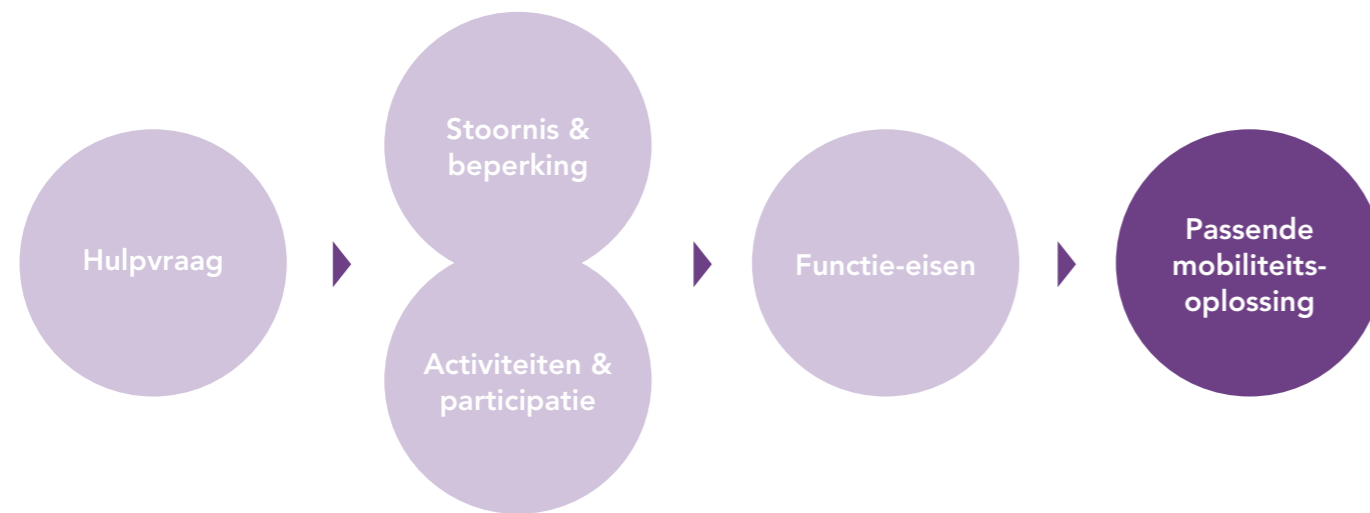 Hulpvraag
Stoornis &
beperking
Activiteiten &
participatie
Functie-eisen
Passende
mobiliteits-
oplossing